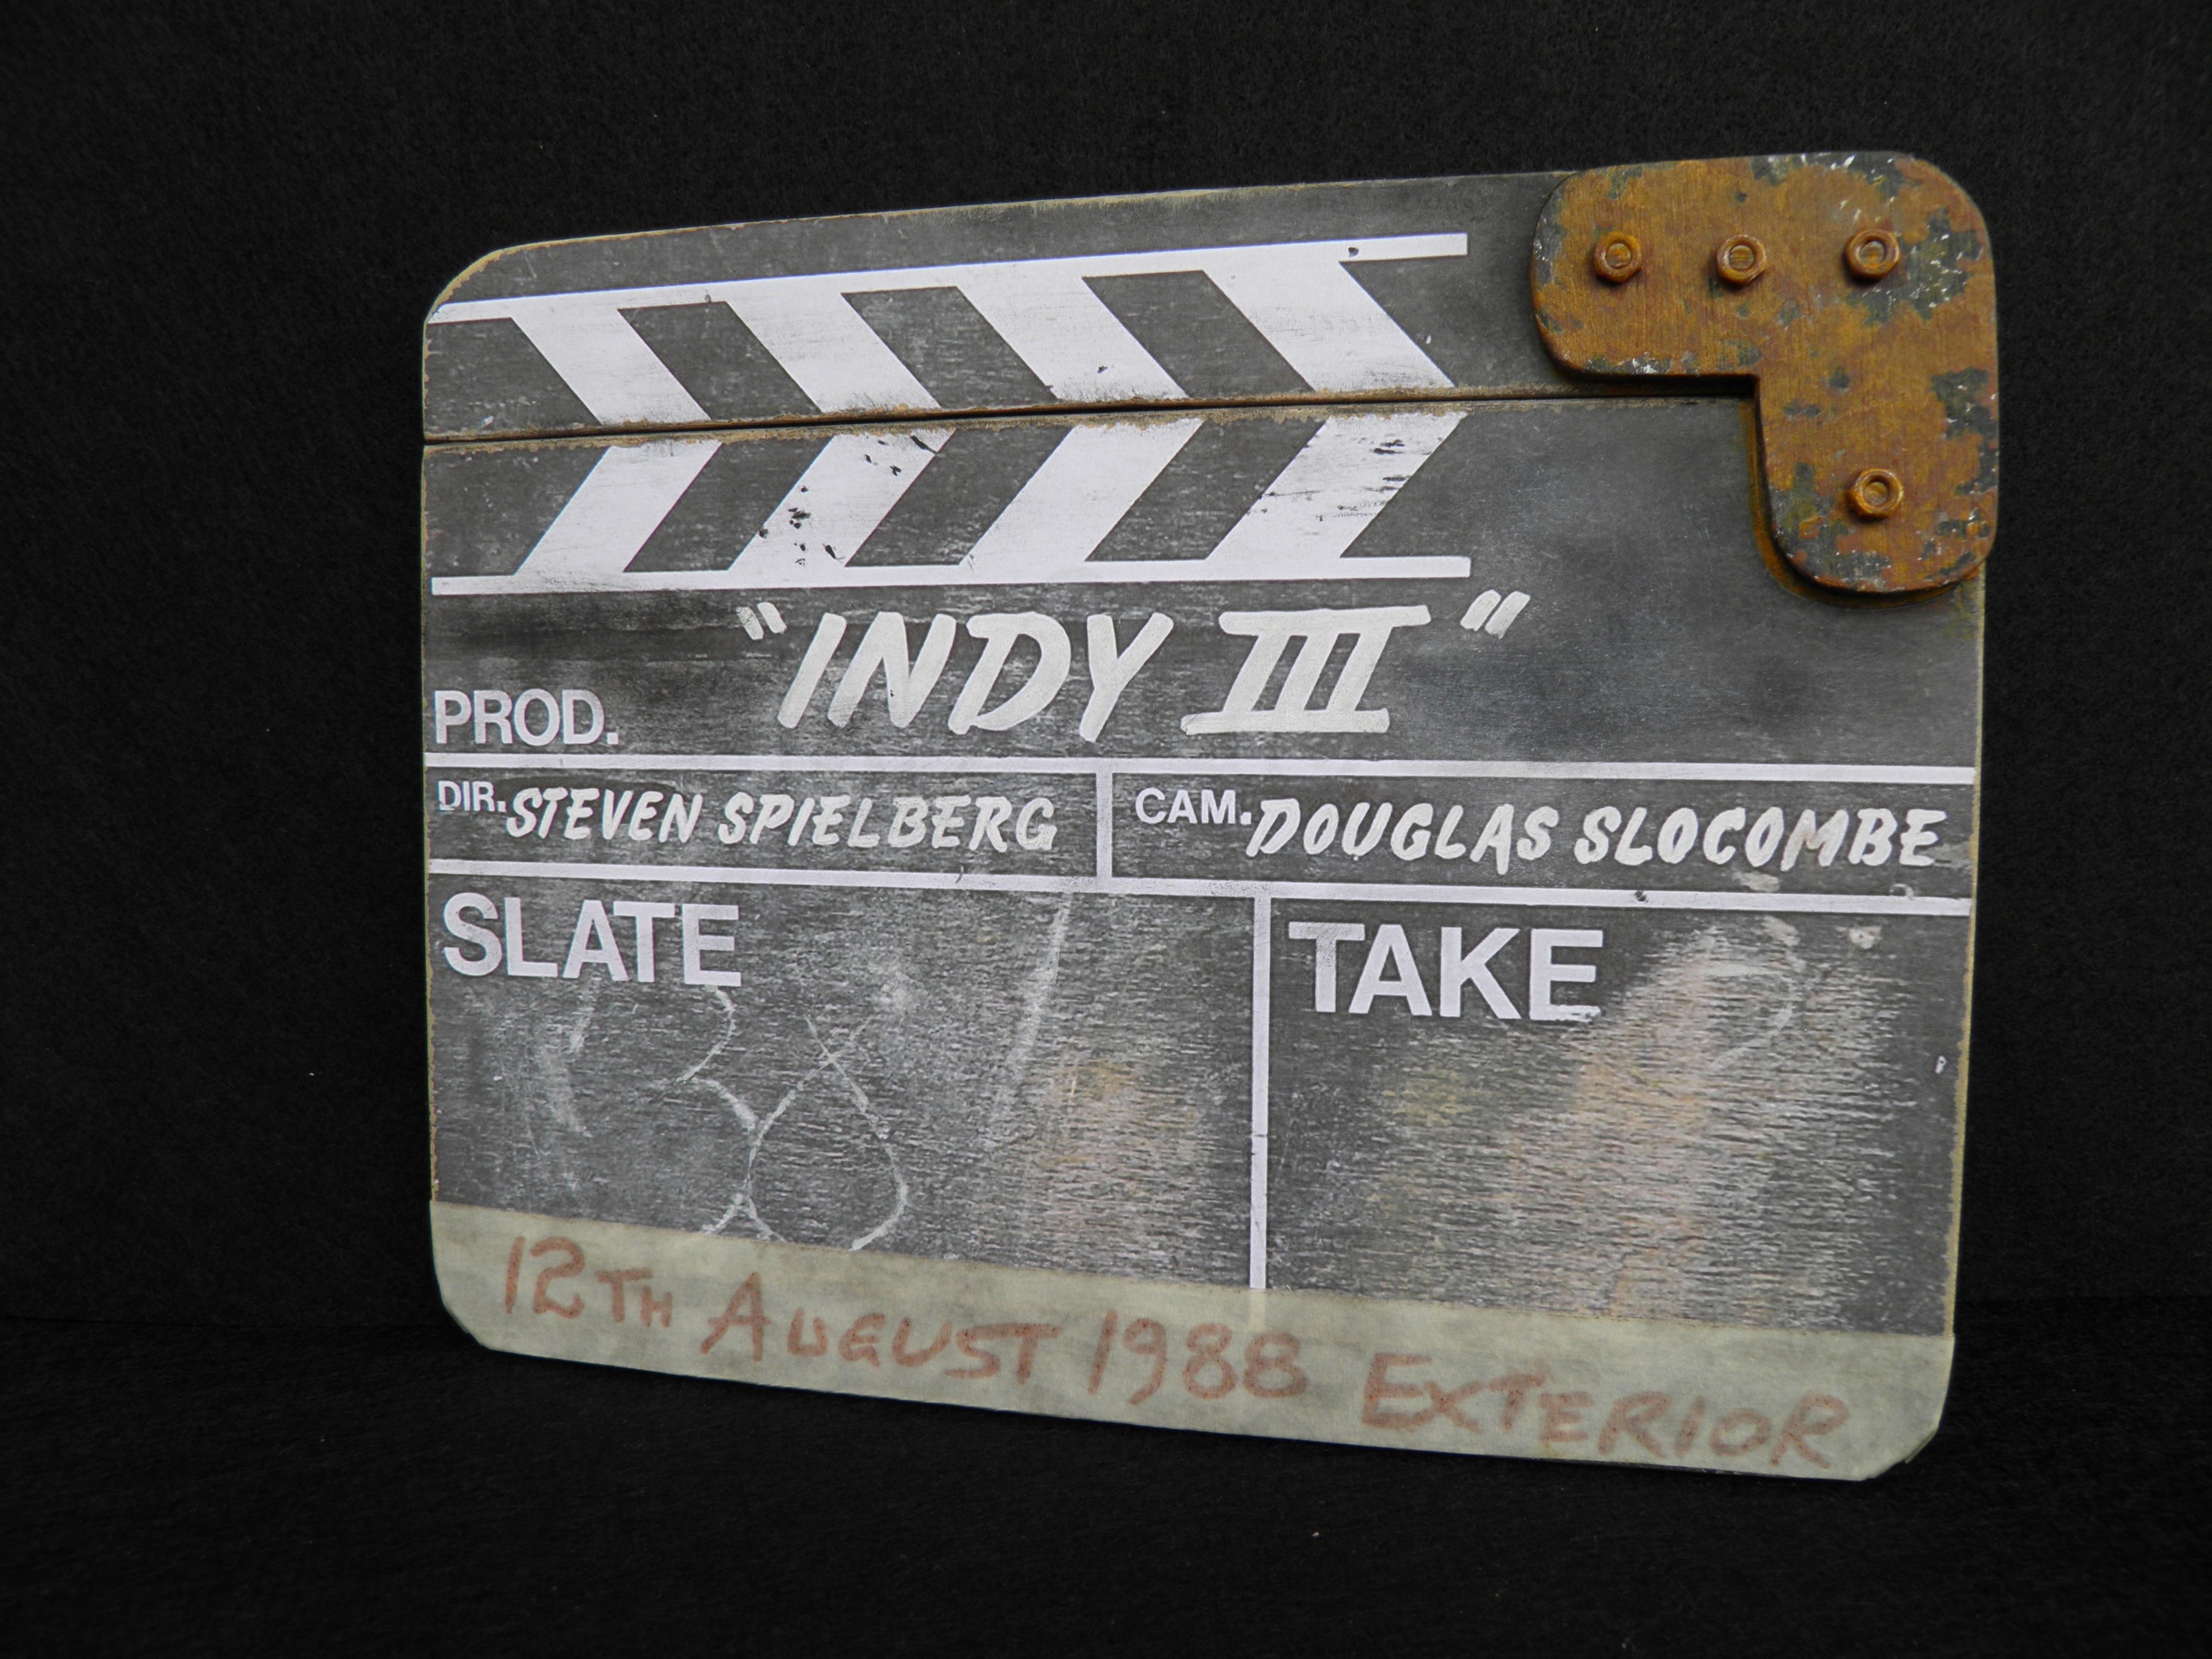 "INDY III"
PROD.
DIR. STEVEN SPIELBERG CAM. DOUGLAS SLOCOMBE
SLATE TAKE
12TH AUGUST 1988 EXTERIOR